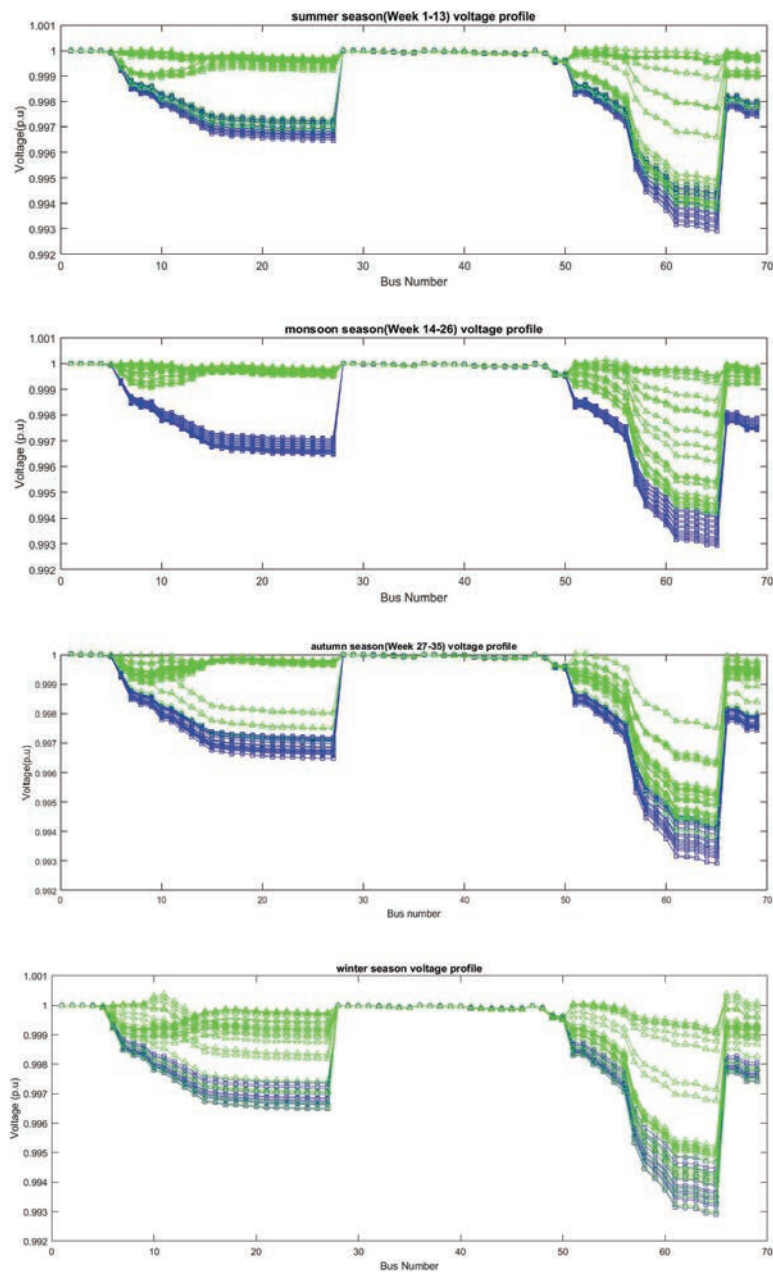 summer season(Week 1-13) voltage profile
1.001
1
0.999
0.998
0.997
0.996
0.995
0.994
0.993
0.992
Voltage(p.u)
0 10 20 30 40 50 60 70
Bus Number
monsoon season(Week 14-26) voltage profile
1.001
1
0.999
0.998
0.997
0.996
0.995
0.994
0.993
0.992
Voltage (p.u)
0 10 20 30 40 50 60 70
Bus Number
autumn season(Week 27-35) voltage profile
1
0.999
0.998
0.997
0.996
0.995
0.994
0.993
0.992
Voltage(p.u)
0 10 20 30 40 50 60 70
Bus number
winter season voltage profile
1.001
1
0.999
0.998
0.997
0.996
0.995
0.994
0.993
0.992
Voltage (p.u)
0 10 20 30 40 50 60 70
Bus Number